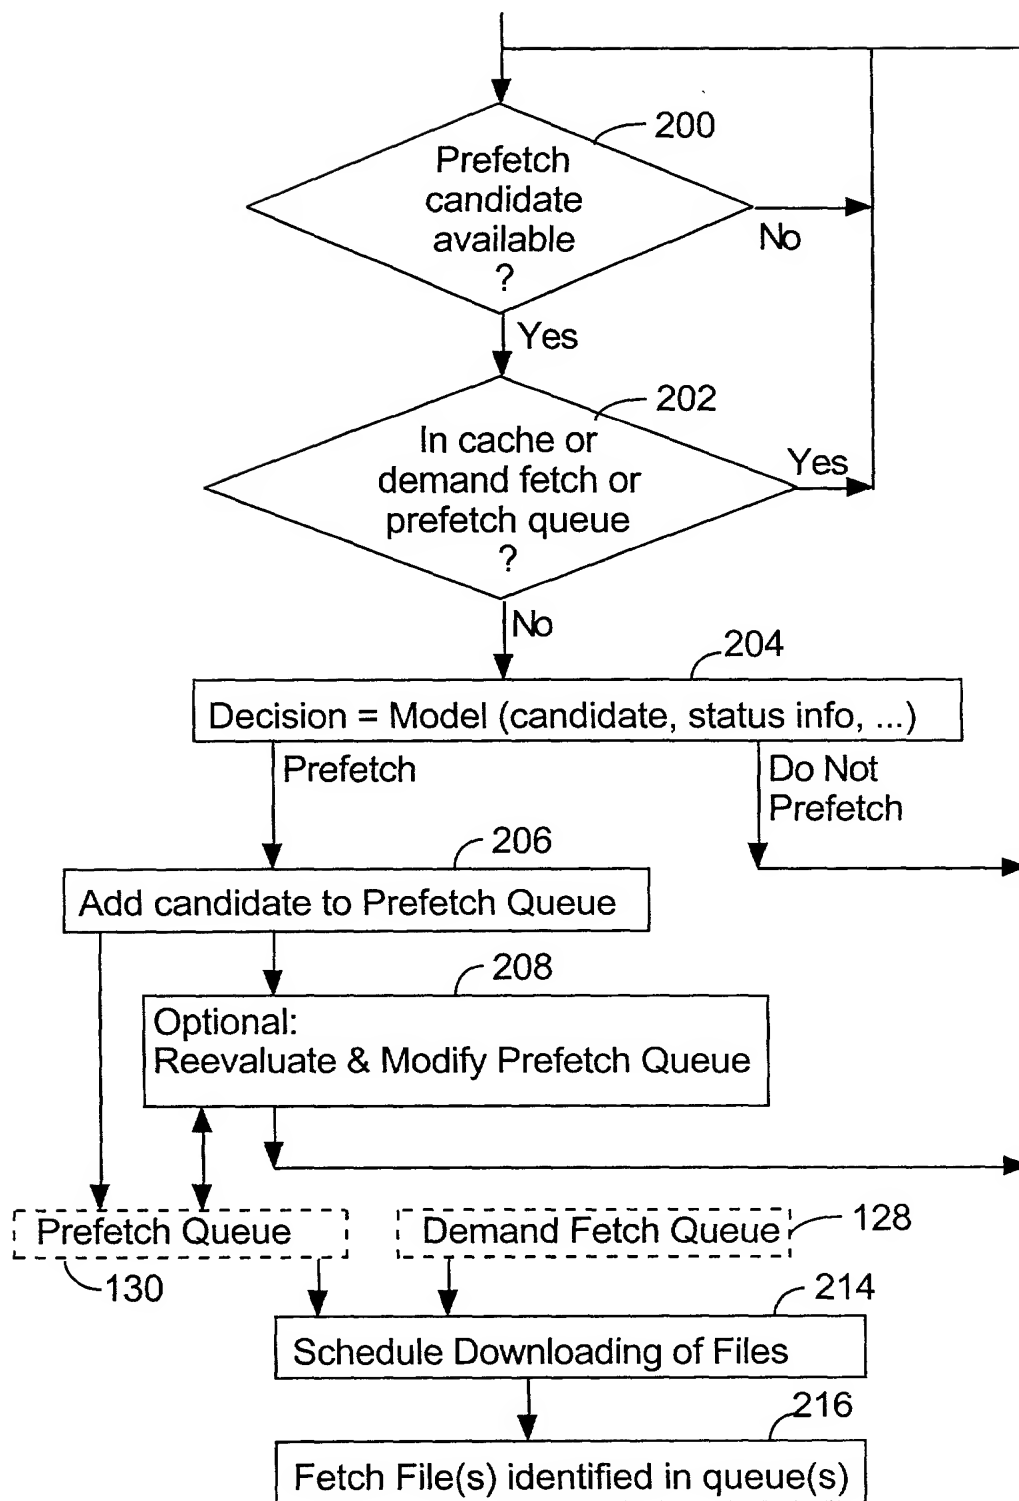 200
Prefetch
candidate
available
?
No
Yes
202
In cache or
demand fetch or
prefetch queue
?
Yes
No
204
Decision = Model (candidate, status info, ...)
Prefetch
Do Not
Prefetch
206
Add candidate to Prefetch Queue
208
Optional:
Reevaluate & Modify Prefetch Queue
Prefetch Queue
Demand Fetch Queue
128
130
214
Schedule Downloading of Files
216
Fetch File(s) identified in queue(s)